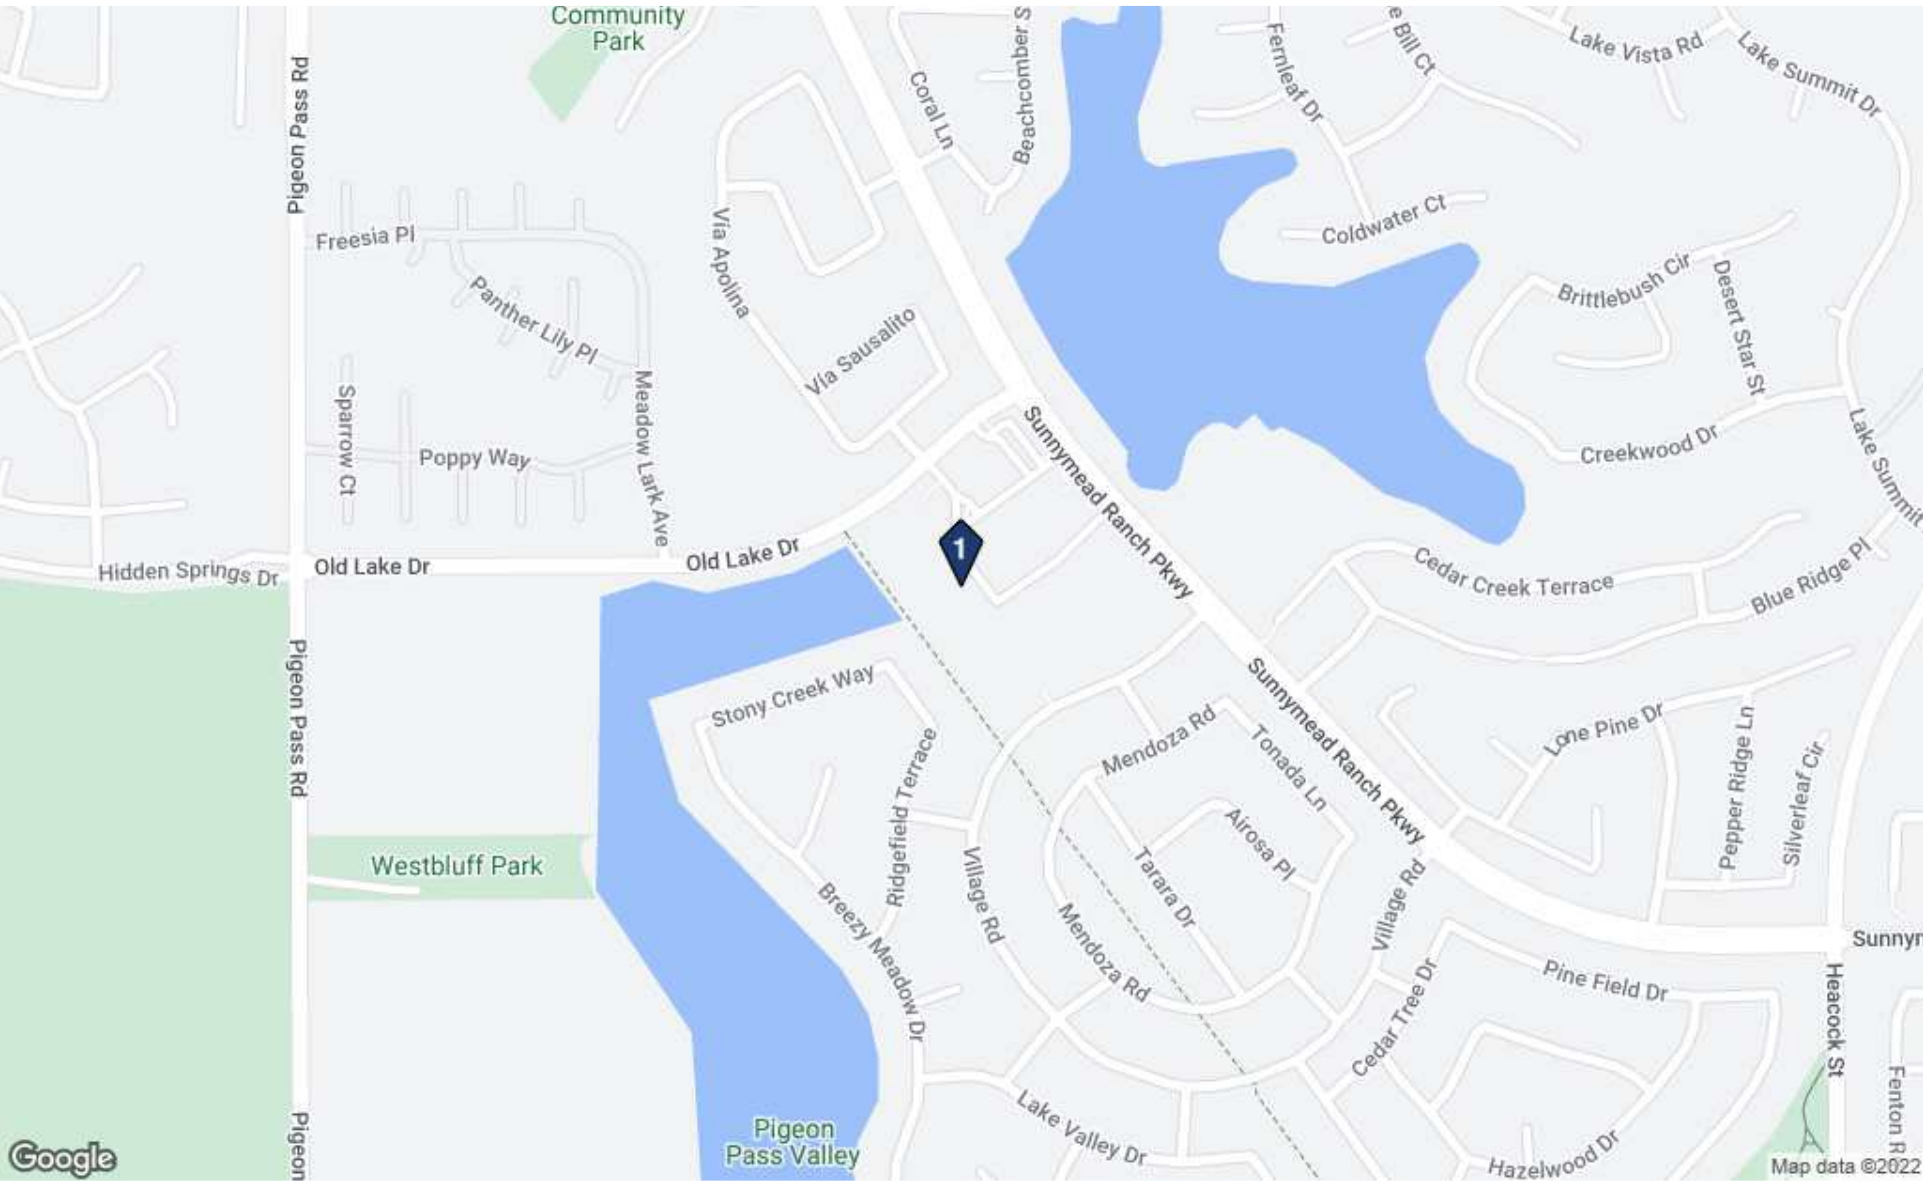 Community
Park
Pigeon Pass Rd
Coral Ln
Beachcomber S
Fernleaf Dr
e Bill Ct
Lake Vista Rd
Lake Summit Dr
Freesia Pl
Vía Apolina
Coldwater Ct
Panther Lily Pl
Vía Sausalito
Brittlebush Cir
Desert Star St
Sparrow Ct
Poppy Way
Meadow Lark Ave
Creekwood Dr
Lake Summit
Sunnymead Ranch Pkwy
1
Hidden Springs Dr
Old Lake Dr
Old Lake Dr
Cedar Creek Terrace
Blue Ridge Pl
Pigeon Pass Rd
Stony Creek Way
Sunnymead Ranch Pkwy
Mendoza Rd
Tonada Ln
Lone Pine Dr
Pepper Ridge Ln
Silverleaf Cir
Ridgefield Terrace
Airosa Pl
Westbluff Park
Village Rd
Tarara Dr
Village Rd
Breezy Meadow Dr
Mendoza Rd
Cedar Tree Dr
Pine Field Dr
Sunnyr
Heacock St
Pigeon
Pigeon
Pass Valley
Lake Valley Dr
Hazelwood Dr
Fenton R
Google
Map data ©2022